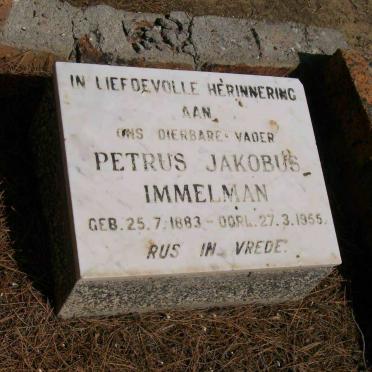 IN LIEFDEVOLLE HERINNERING
AAN
ONS DIERBARE VADER
PETRUS JAKOBUS
IMMELMAN
GEB. 25.7.1883 - OORL. 27.3.1955.
RUS IN VREDE.